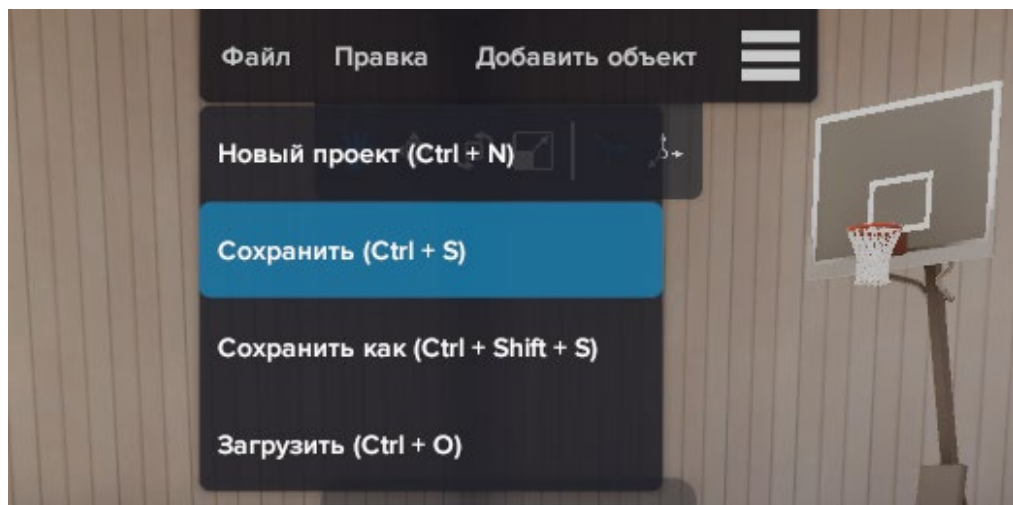 Файл Правка Добавить объект
Новый проект (Ctrl + N)
Сохранить (Ctrl + S)
Сохранить как (Ctrl + Shift + S)
Загрузить (Ctrl + O)